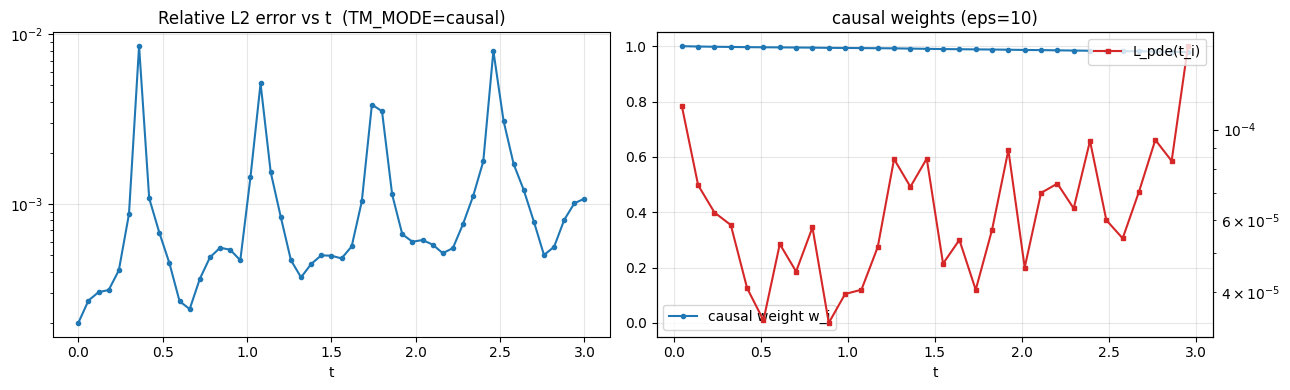 Relative L2 error vs t  (TM_MODE=causal)
10⁻²
10⁻³
0.0 0.5 1.0 1.5 2.0 2.5 3.0
t
causal weights (eps=10)
1.0
0.8
0.6
0.4
0.2
0.0
L_pde(t_i)
causal weight w_i
10⁻⁴
6 × 10⁻⁵
4 × 10⁻⁵
0.0 0.5 1.0 1.5 2.0 2.5 3.0
t